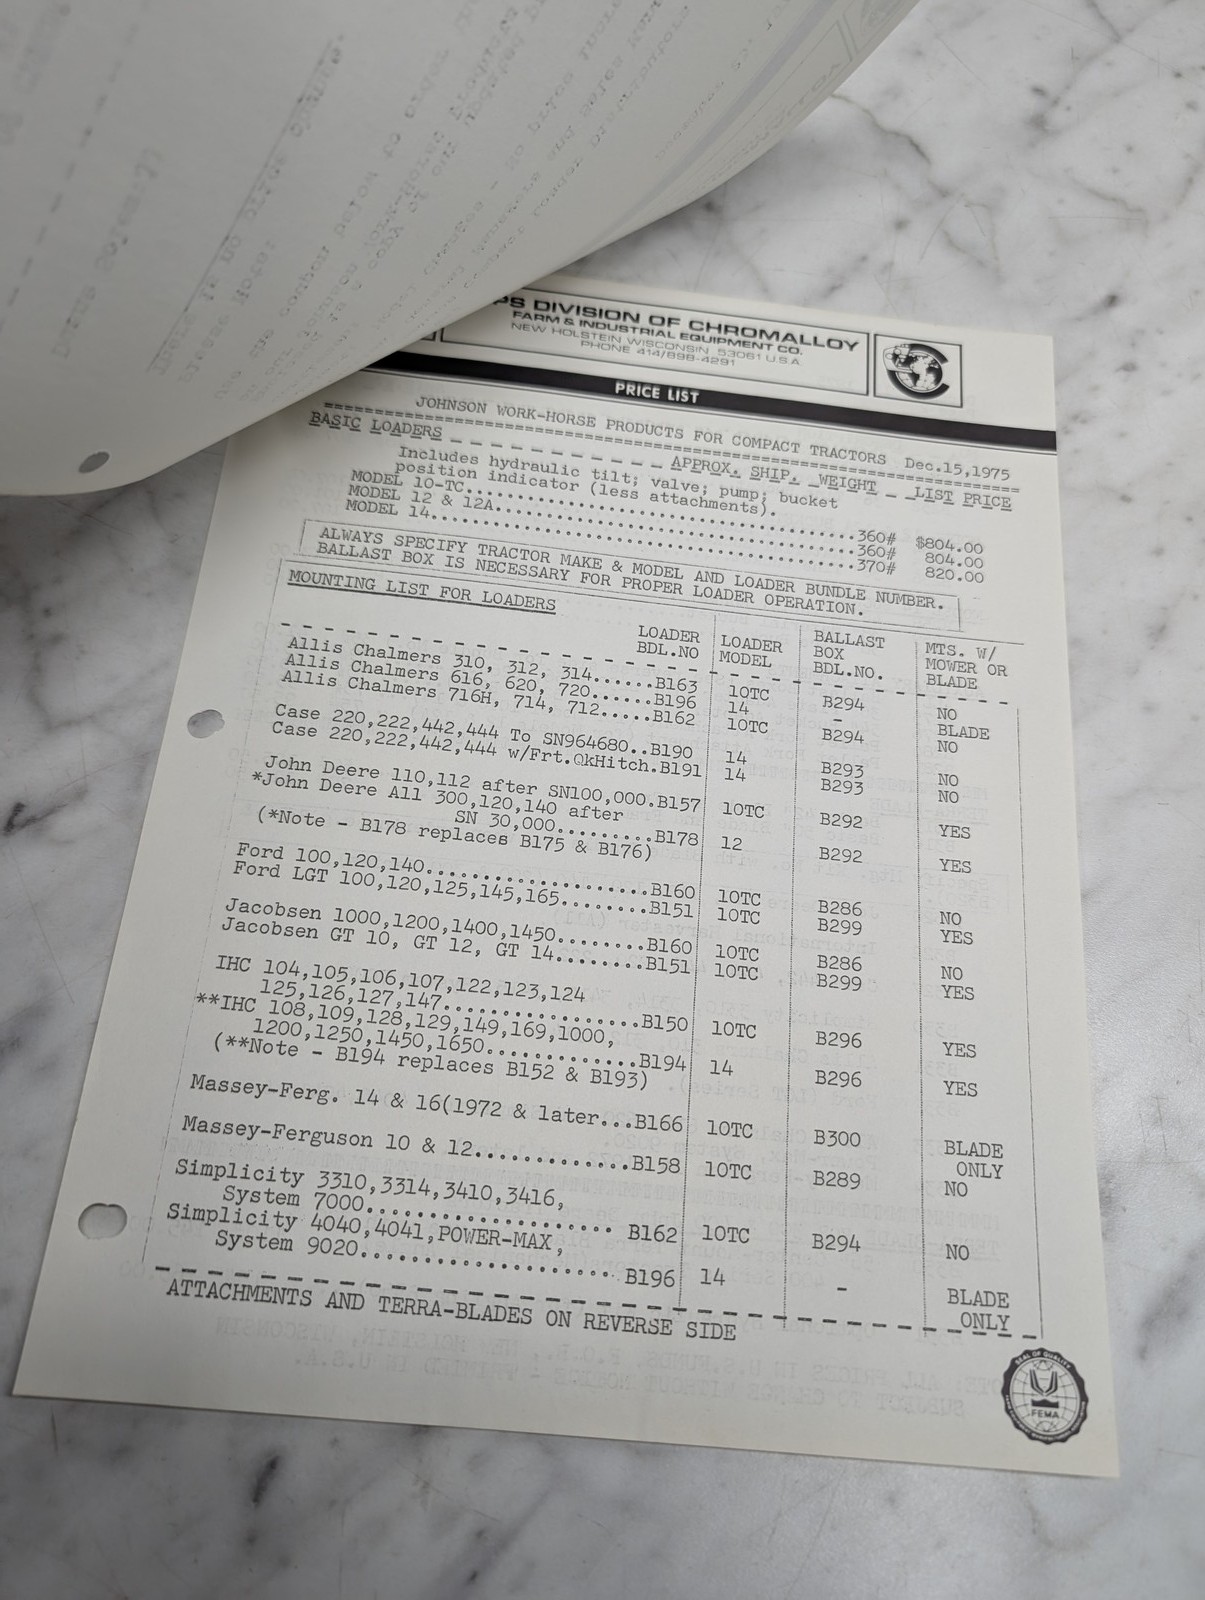 PS DIVISION OF CHROMALLOY
FARM & INDUSTRIAL EQUIPMENT CO.
NEW HOLSTEIN WISCONSIN 53061 U.S.A.
PHONE 414/898-4291
PRICE LIST
JOHNSON WORK-HORSE PRODUCTS FOR COMPACT TRACTORS Dec.15,1975
BASIC LOADERS APPROX. SHIP. WEIGHT LIST PRICE
Includes hydraulic tilt; valve; pump; bucket
position indicator (less attachments).
MODEL 10-TC 360# $804.00
MODEL 12 & 12A 360# 804.00
MODEL 14 370# 820.00
ALWAYS SPECIFY TRACTOR MAKE & MODEL AND LOADER BUNDLE NUMBER.
BALLAST BOX IS NECESSARY FOR PROPER LOADER OPERATION.
MOUNTING LIST FOR LOADERS
LOADER BDL.NO LOADER MODEL BALLAST BOX BDL.NO. MTS. W/ MOWER OR BLADE
Allis Chalmers 310, 312, 314......B163 10TC B294 NO
Allis Chalmers 616, 620, 720......B196 14 - BLADE
Allis Chalmers 716H, 714, 712.....B162 10TC B294 NO
Case 220,222,442,444 To SN964680..B190 14 B293 NO
Case 220,222,442,444 w/Frt.QkHitch.B191 14 B293 NO
John Deere 110,112 after SN100,000.B157 10TC B292 YES
*John Deere All 300,120,140 after
SN 30,000.........B178 12 B292 YES
(*Note - B178 replaces B175 & B176)
Ford 100,120,140....................B160 10TC B286 NO
Ford LGT 100,120,125,145,165........B151 10TC B299 YES
Jacobsen 1000,1200,1400,1450........B160 10TC B286 NO
Jacobsen GT 10, GT 12, GT 14........B151 10TC B299 YES
IHC 104,105,106,107,122,123,124
125,126,127,147.................B150 10TC B296 YES
**IHC 108,109,128,129,149,169,1000,
1200,1250,1450,1650.............B194 14 B296 YES
(**Note - B194 replaces B152 & B193)
Massey-Ferg. 14 & 16(1972 & later...B166 10TC B300 BLADE ONLY
Massey-Ferguson 10 & 12.............B158 10TC B289 NO
Simplicity 3310,3314,3410,3416,
System 7000..................... B162 10TC B294 NO
Simplicity 4040,4041,POWER-MAX,
System 9020......................B196 14 - BLADE ONLY
ATTACHMENTS AND TERRA-BLADES ON REVERSE SIDE
SEAL OF QUALITY
FEMA